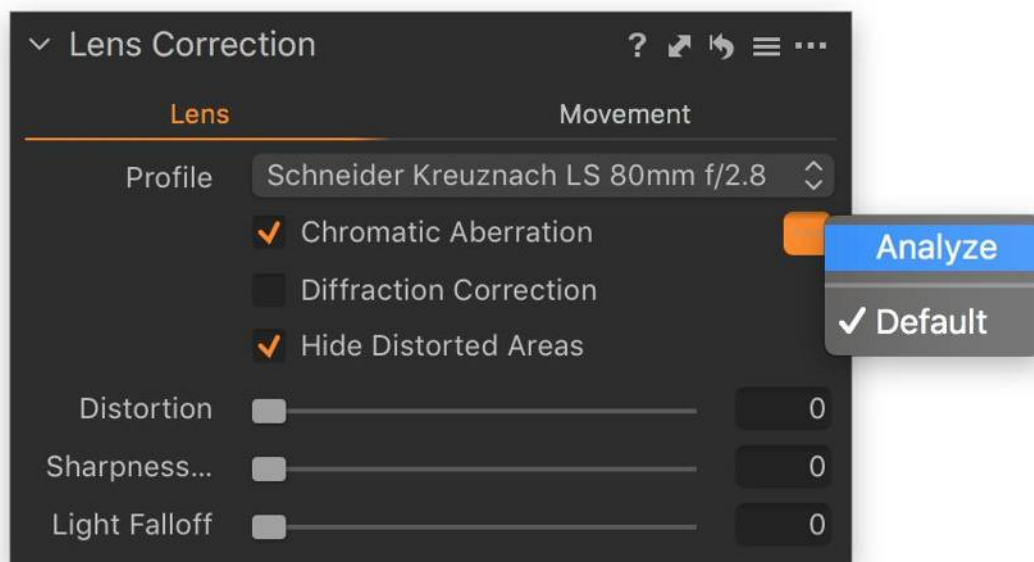 Lens Correction ? ...
Lens Movement
Profile Schneider Kreuznach LS 80mm f/2.8
Chromatic Aberration
Analyze
Diffraction Correction
Default
Hide Distorted Areas
Distortion 0
Sharpness... 0
Light Falloff 0